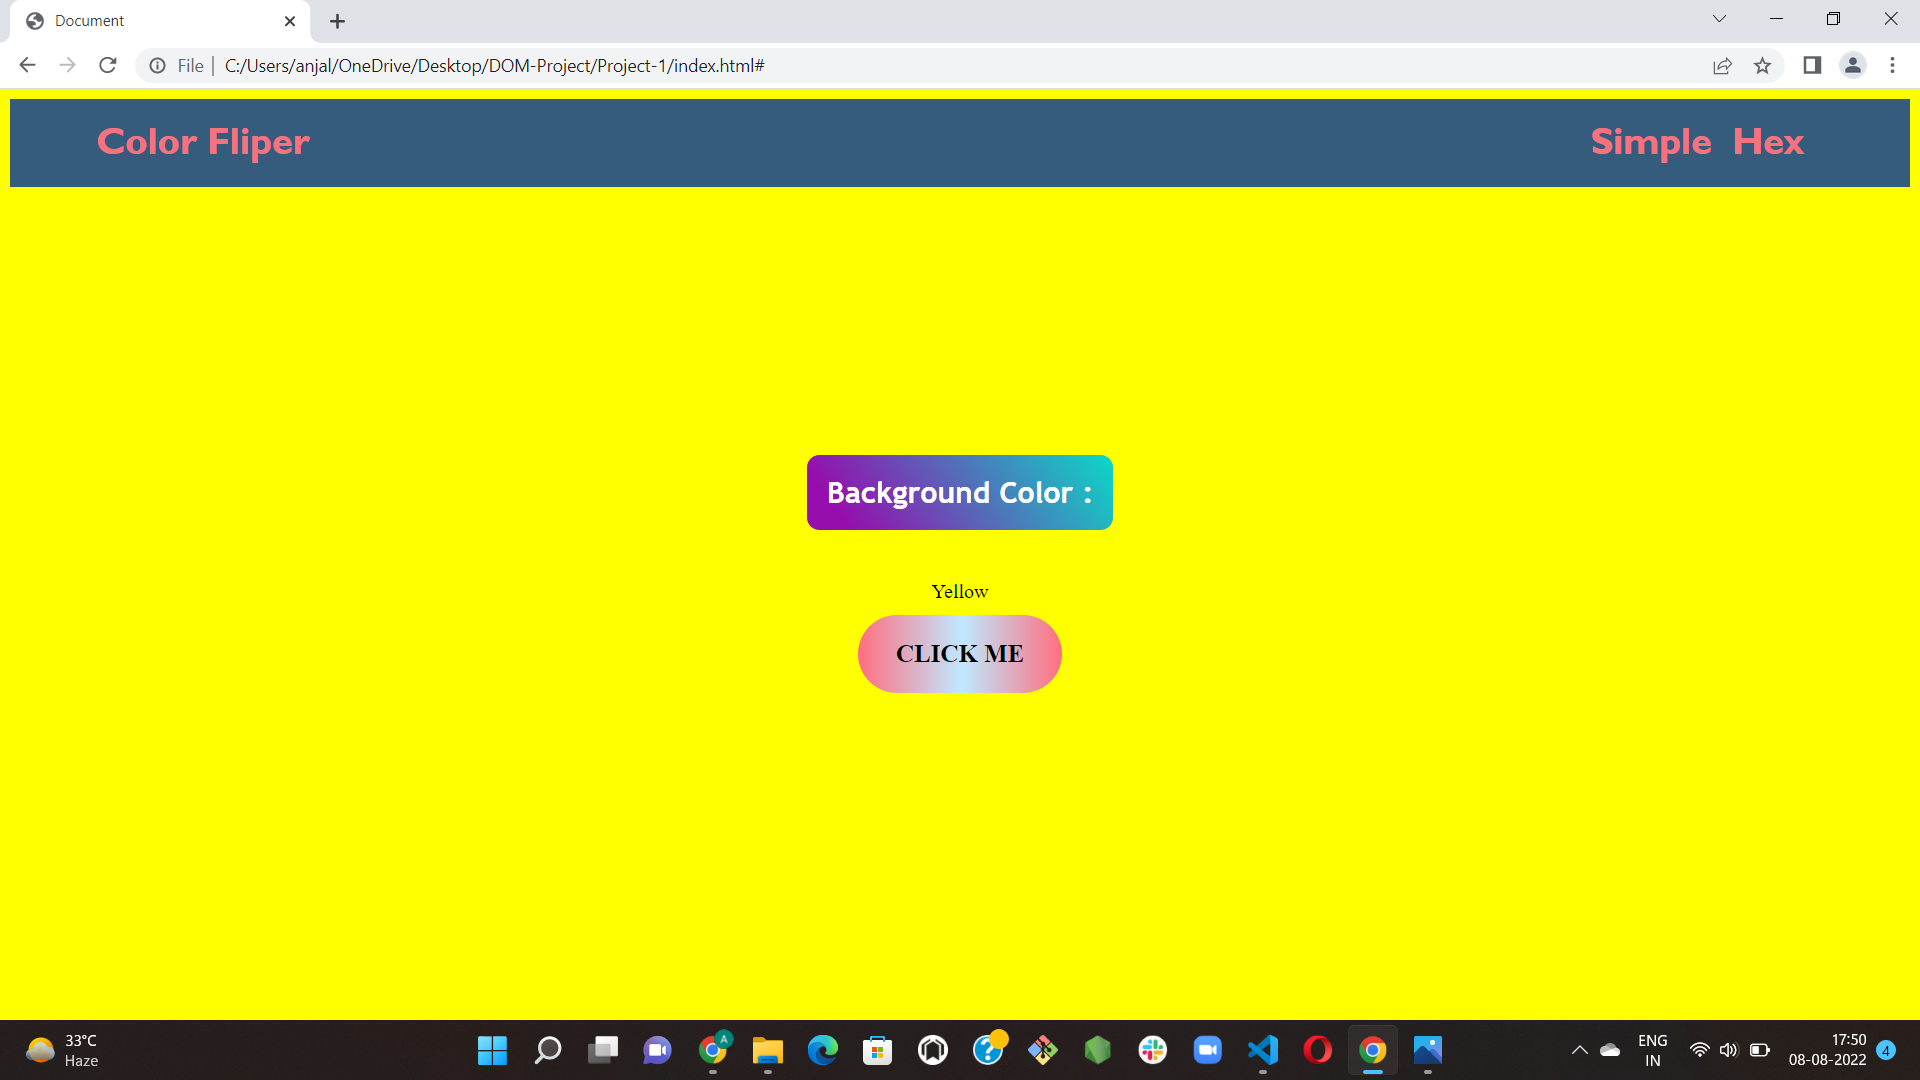 Document
File | C:/Users/anjal/OneDrive/Desktop/DOM-Project/Project-1/index.html#
Color Fliper
Simple Hex
Background Color :
Yellow
CLICK ME
33°C
Haze
A
ENG
IN
17:50
08-08-2022
4